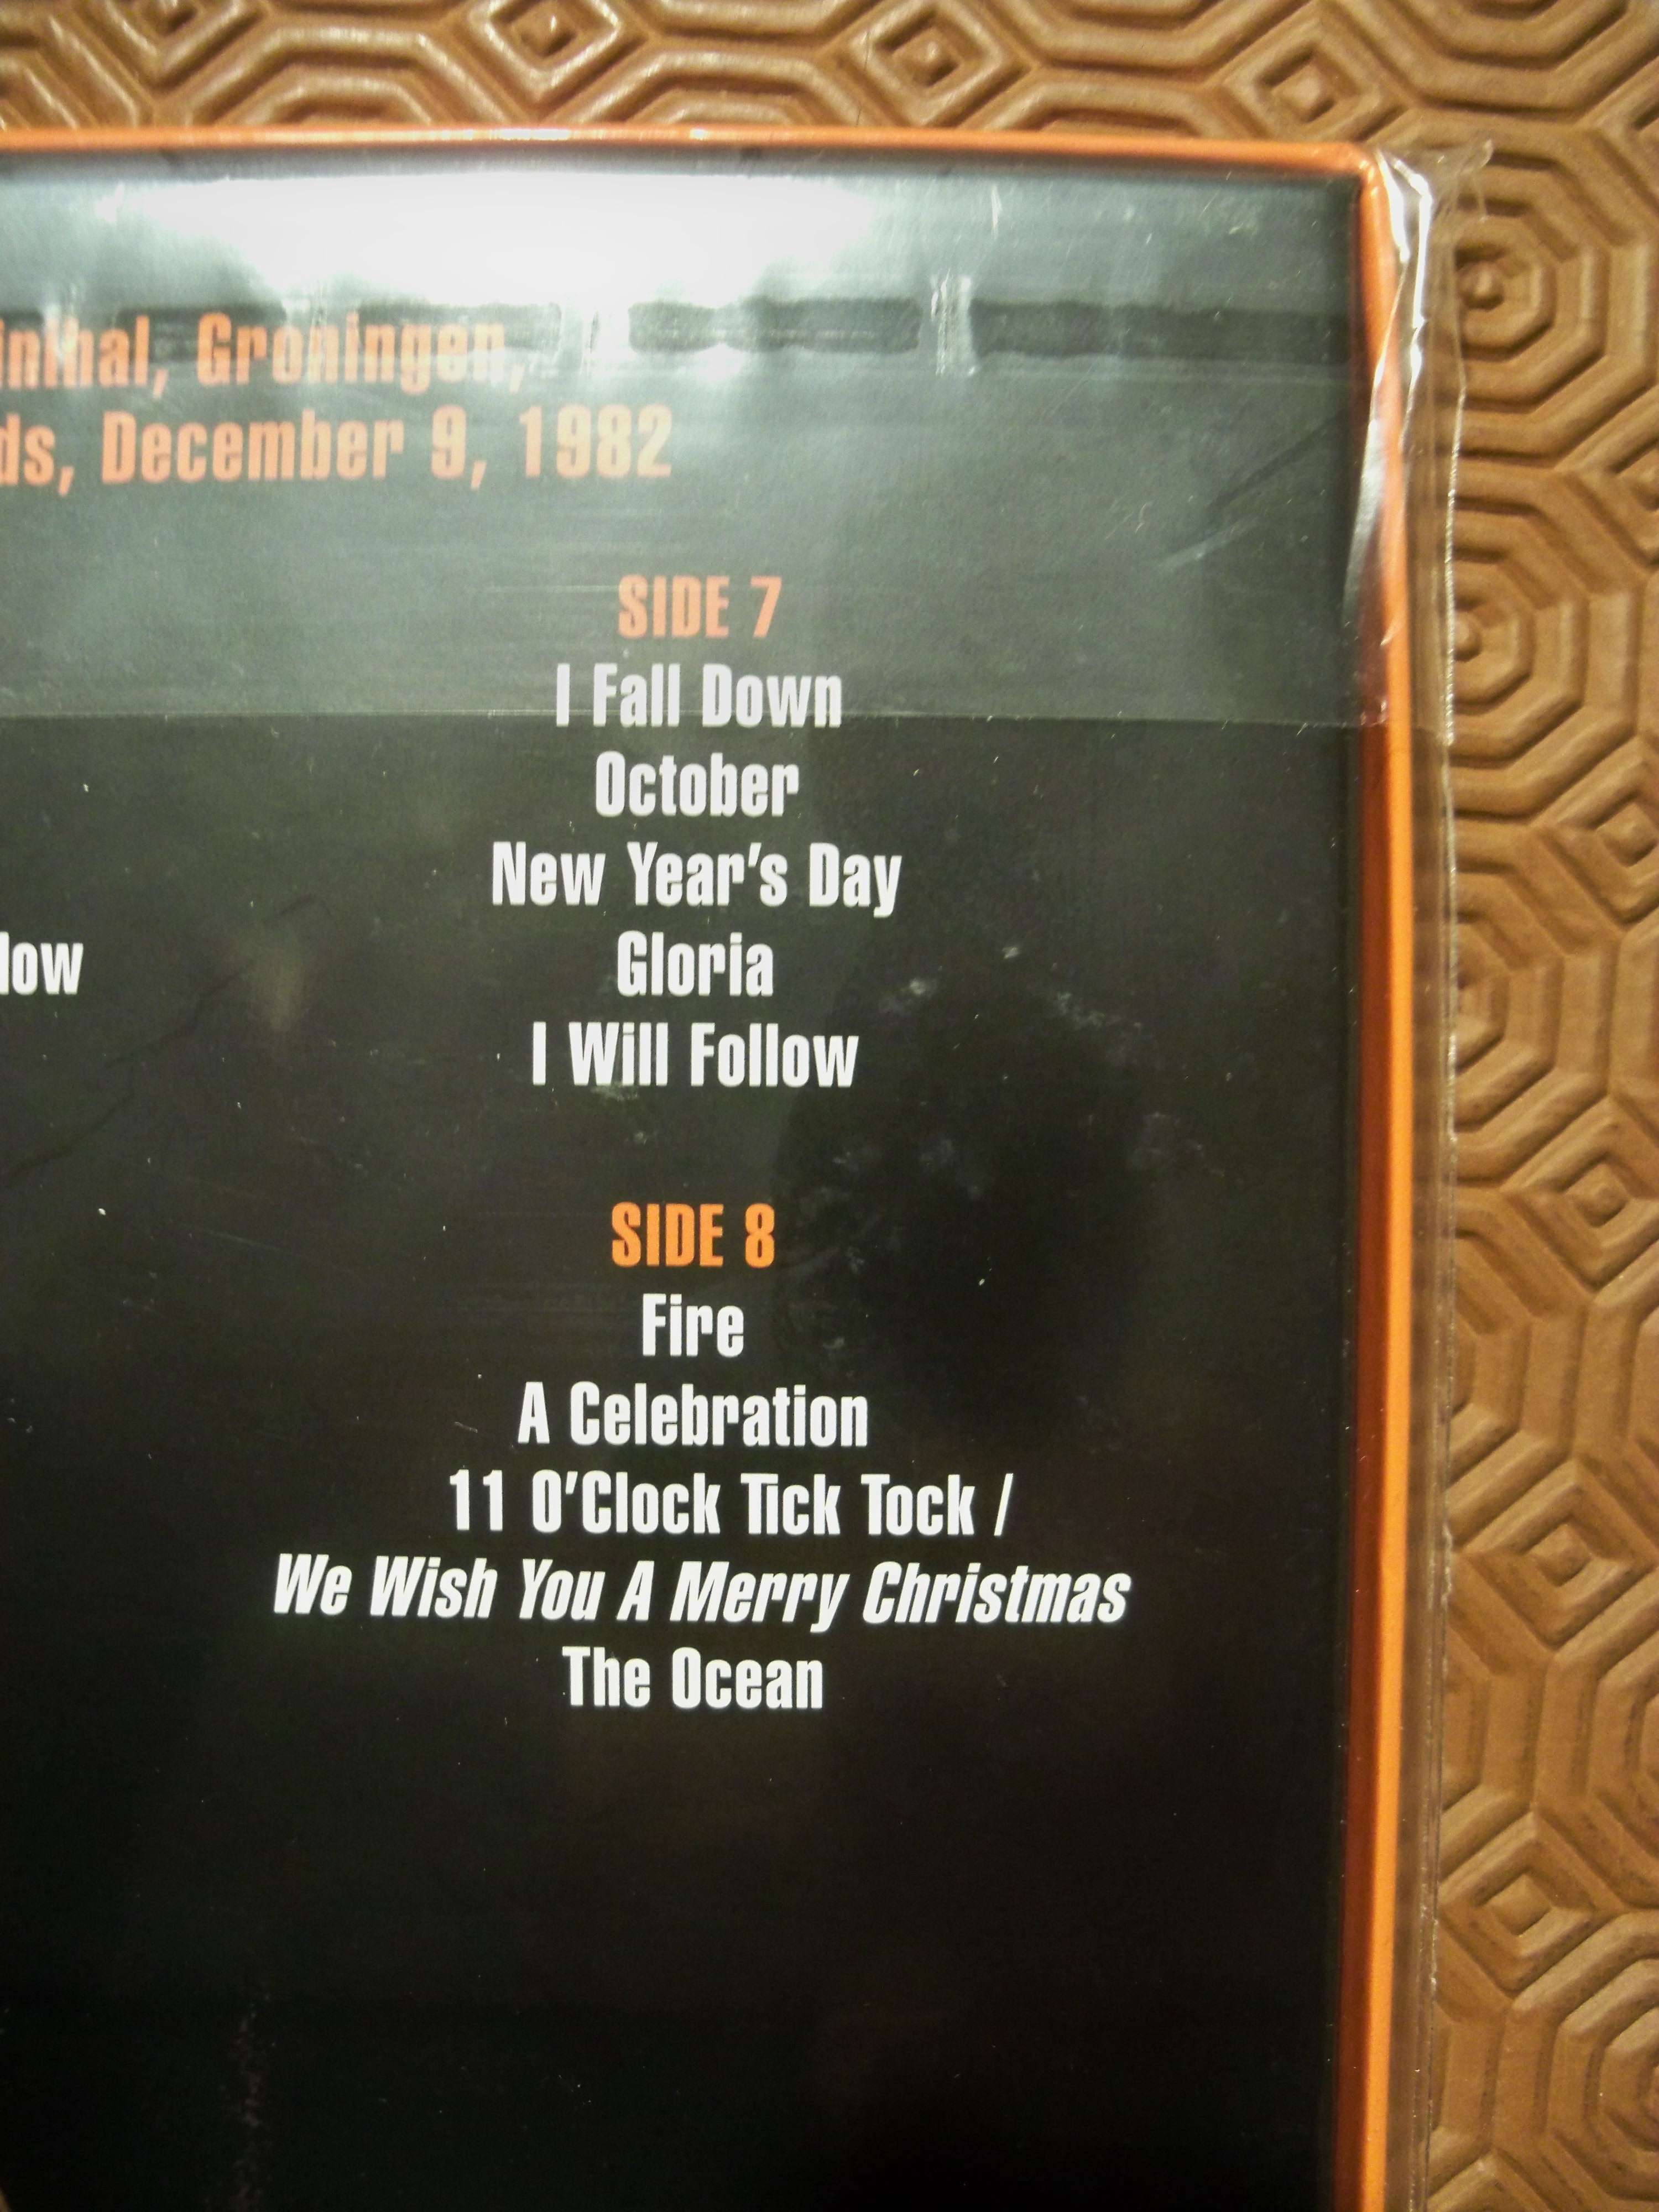 inthal, Groningen,
ds, December 9, 1982
SIDE 7
I Fall Down
October
New Year's Day
Gloria
low
I Will Follow
SIDE 8
Fire
A Celebration
11 O'Clock Tick Tock /
We Wish You A Merry Christmas
The Ocean